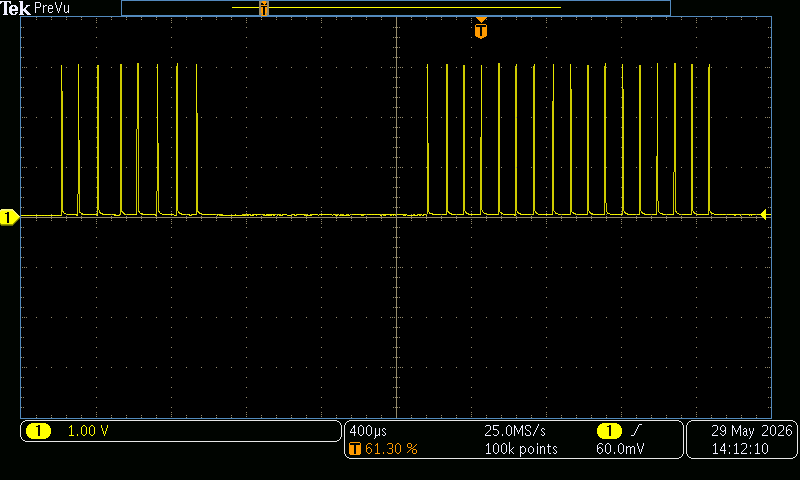 Tek PreVu
T
T
1
1 1.00 V
400µs 25.0MS/s 1 /
T 61.30 % 100k points 60.0mV
29 May 2026
14:12:10